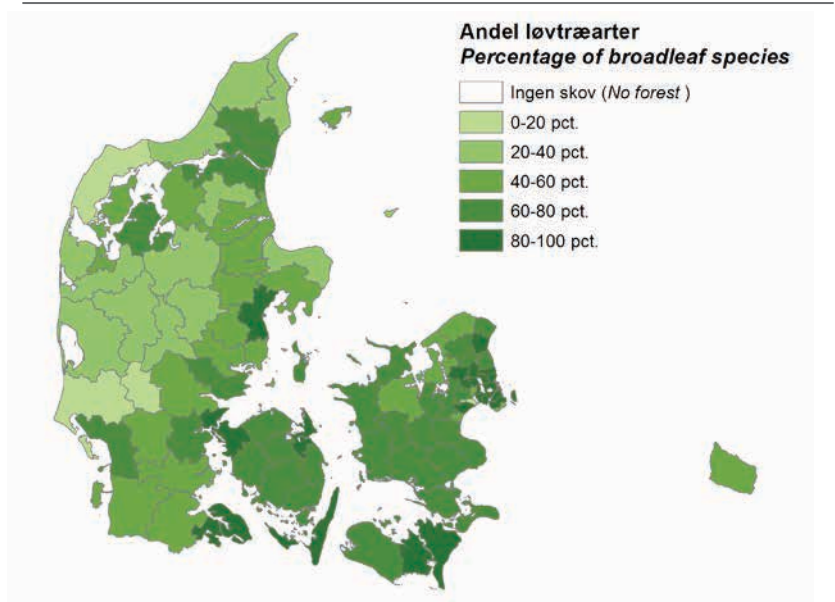 Andel løvtræarter
Percentage of broadleaf species
Ingen skov (No forest )
0-20 pct.
20-40 pct.
40-60 pct.
60-80 pct.
80-100 pct.